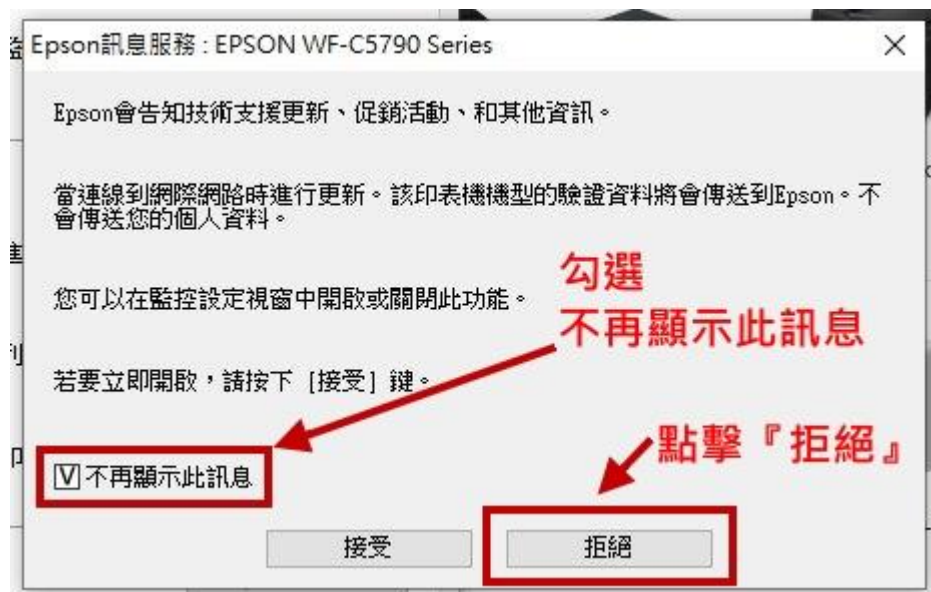 Epson訊息服務 : EPSON WF-C5790 Series
Epson會告知技術支援更新、促銷活動、和其他資訊。
當連線到網際網路時進行更新。該印表機機型的驗證資料將會傳送到Epson。不
會傳送您的個人資料。
勾選
不再顯示此訊息
您可以在監控設定視窗中開啟或關閉此功能。
若要立即開啟，請按下 [接受] 鍵。
點擊『拒絕』
V 不再顯示此訊息
接受
拒絕